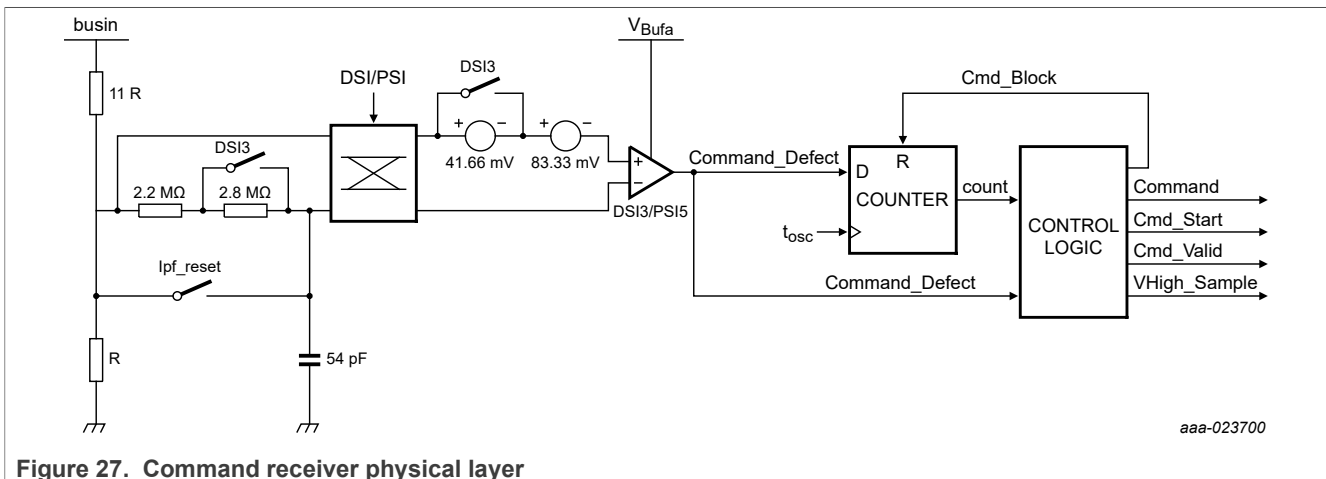 busin
V_Bufa
11 R
DSI/PSI
DSI3
Cmd_Block
DSI3
+ − + −
41.66 mV 83.33 mV
2.2 MΩ 2.8 MΩ
+
−
DSI3/PSI5
Command_Defect
D R
COUNTER
t_osc
count
CONTROL
LOGIC
Command
Cmd_Start
Cmd_Valid
VHigh_Sample
Command_Defect
lpf_reset
R
54 pF
aaa-023700
Figure 27. Command receiver physical layer